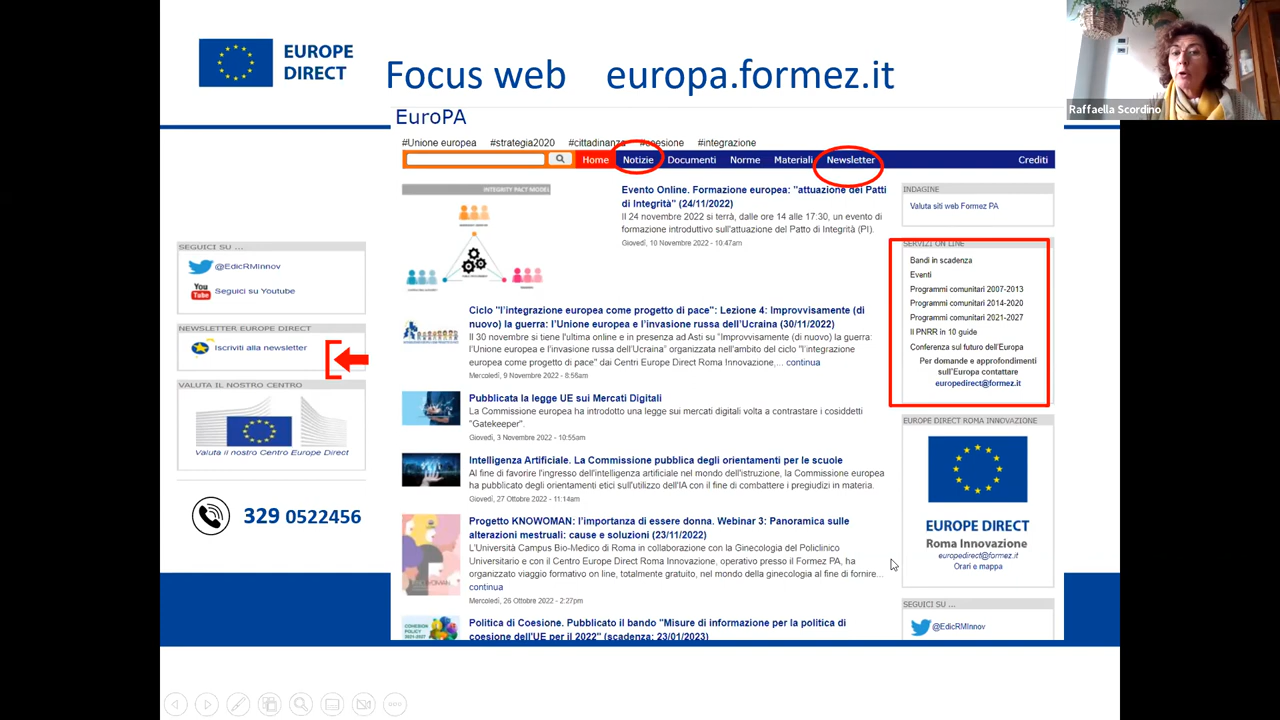 EUROPE
DIRECT
Focus web europa.formez.it
Raffaella Scordino
EuroPA
#Unione europea #strategia2020 #cittadinanza #coesione #integrazione
Home Notizie Documenti Norme Materiali Newsletter Crediti
SEGUICI SU ...
@EdicRMInnov
You Tube Seguici su Youtube
NEWSLETTER EUROPE DIRECT
Iscriviti alla newsletter
VALUTA IL NOSTRO CENTRO
Valuta il nostro Centro Europe Direct
329 0522456
INTEGRITY PACT MODEL
Evento Online. Formazione europea: "attuazione dei Patti
di Integrità" (24/11/2022)
Il 24 novembre 2022 si terrà, dalle ore 14 alle 17:30, un evento di
formazione introduttivo sull'attuazione del Patto di Integrità (PI).
Giovedì, 10 Novembre 2022 - 10:47am
Ciclo "l'integrazione europea come progetto di pace": Lezione 4: Improvvisamente (di
nuovo) la guerra: l'Unione europea e l'invasione russa dell'Ucraina (30/11/2022)
Il 30 novembre si tiene l'ultima online e in presenza ad Asti su "Improvvisamente (di nuovo) la guerra:
l'Unione europea e l'invasione russa dell'Ucraina" organizzata nell'ambito del ciclo "l'integrazione
europea come progetto di pace" dai Centri Europe Direct Roma Innovazione,... continua
Mercoledì, 9 Novembre 2022 - 8:56am
Pubblicata la legge UE sui Mercati Digitali
La Commissione europea ha introdotto una legge sui mercati digitali volta a contrastare i cosiddetti
"Gatekeeper".
Giovedì, 3 Novembre 2022 - 10:55am
Intelligenza Artificiale. La Commissione pubblica degli orientamenti per le scuole
Al fine di favorire l'ingresso dell'intelligenza artificiale nel mondo dell'istruzione, la Commissione europea
ha pubblicato degli orientamenti etici sull'utilizzo dell'IA con il fine di combattere i pregiudizi in materia.
Giovedì, 27 Ottobre 2022 - 11:14am
Progetto KNOWOMAN: l'importanza di essere donna. Webinar 3: Panoramica sulle
alterazioni mestruali: cause e soluzioni (23/11/2022)
L'Università Campus Bio-Medico di Roma in collaborazione con la Ginecologia del Policlinico
Universitario e con il Centro Europe Direct Roma Innovazione, operativo presso il Formez PA, ha
organizzato viaggio formativo on line, totalmente gratuito, nel mondo della ginecologia al fine di fornire...
continua
Mercoledì, 26 Ottobre 2022 - 2:27pm
Politica di Coesione. Pubblicato il bando "Misure di informazione per la politica di
coesione dell'UE per il 2022" (scadenza: 23/01/2023)
INDAGINE
Valuta siti web Formez PA
SERVIZI ON LINE
Bandi in scadenza
Eventi
Programmi comunitari 2007-2013
Programmi comunitari 2014-2020
Programmi comunitari 2021-2027
Il PNRR in 10 guide
Conferenza sul futuro dell'Europa
Per domande e approfondimenti
sull'Europa contattare
europedirect@formez.it
EUROPE DIRECT ROMA INNOVAZIONE
EUROPE DIRECT
Roma Innovazione
europedirect@formez.it
Orari e mappa
SEGUICI SU ...
@EdicRMInnov